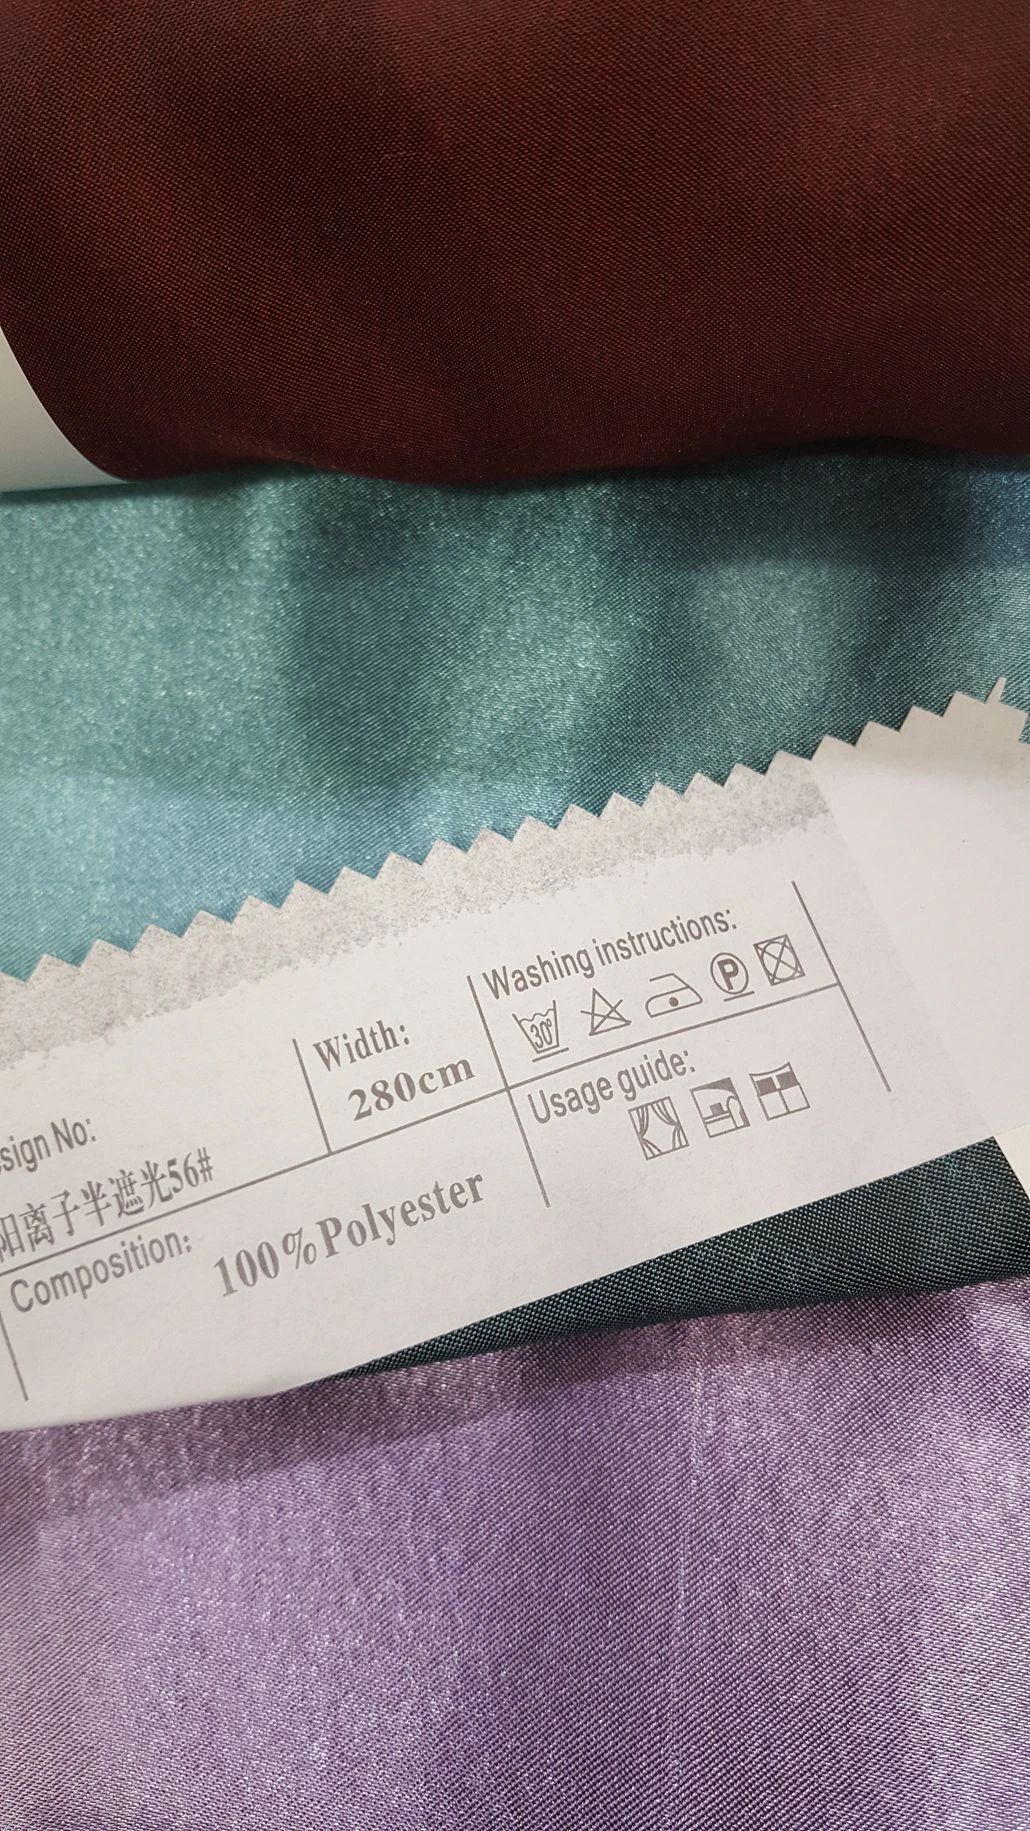 Washing instructions:
30°
P
Width:
280cm
Usage guide:
sign No:
阳离子半遮光56#
Composition:
100%Polyester